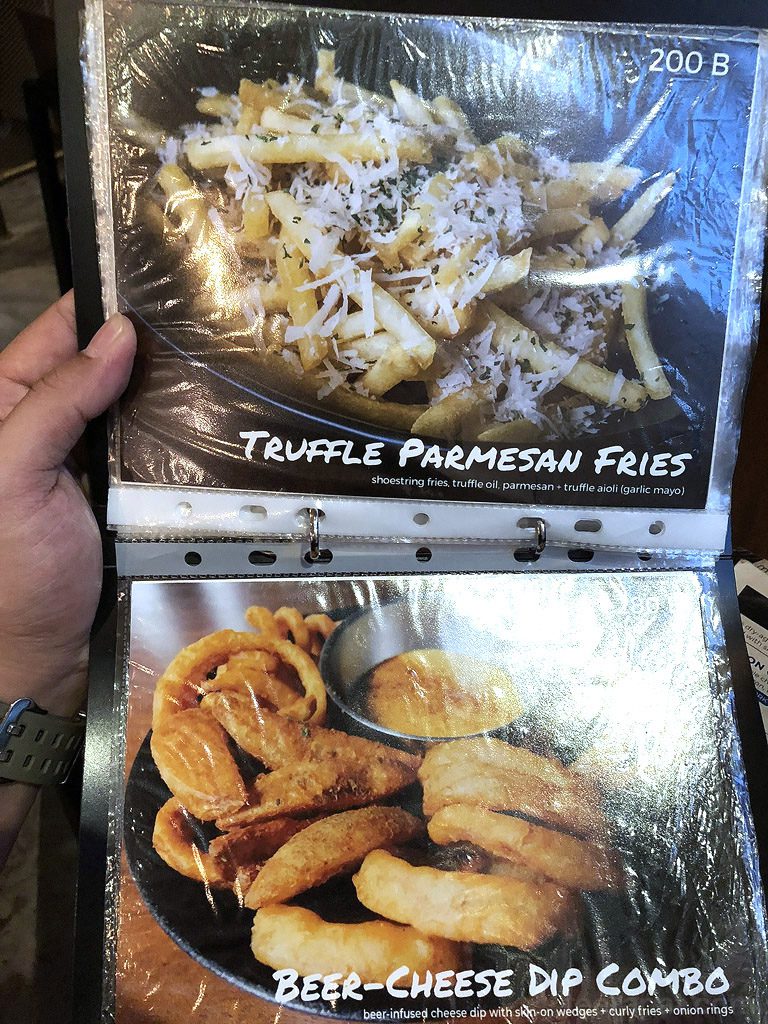 200 B
TRUFFLE PARMESAN FRIES
shoestring fries, truffle oil, parmesan + truffle aioli (garlic mayo)
BEER-CHEESE DIP COMBO
beer-infused cheese dip with skin-on wedges + curly fries + onion rings